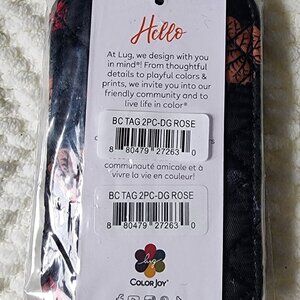 Hello
At Lug, we design with you
in mind®! From thoughtful
details to playful colors &
prints, we invite you into our
friendly community and to
live life in color®
BC TAG 2PC-DG ROSE
8 80479 27263 0
communauté amicale et à
vivre la vie en couleur!
BC TAG 2PC-DG ROSE
8 80479 27263 0
lug
COLOR JOY®